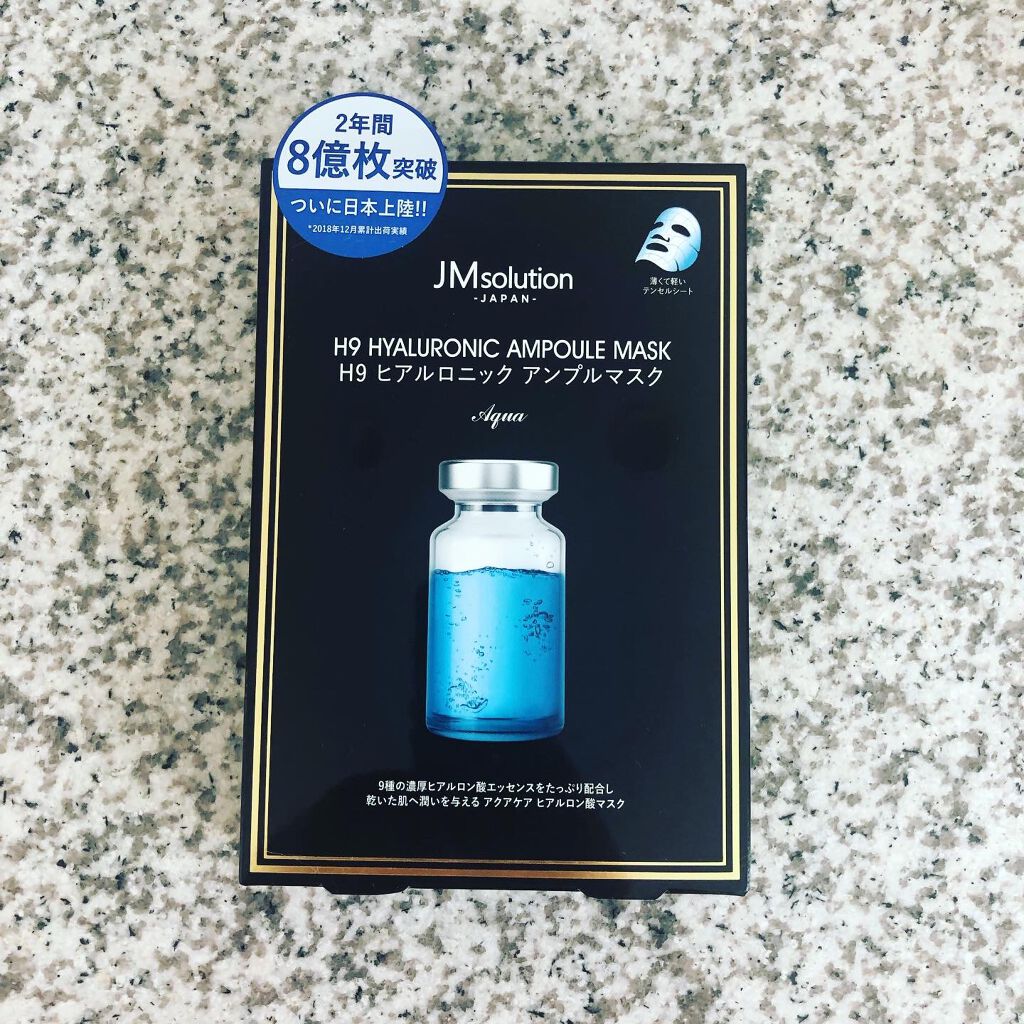 2年間
8億枚突破
ついに日本上陸!!
*2018年12月累計出荷実績
JMsolution
-JAPAN-
薄くて軽い
テンセルシート
H9 HYALURONIC AMPOULE MASK
H9 ヒアルロニック アンプルマスク
Aqua
9種の濃厚ヒアルロン酸エッセンスをたっぷり配合し
乾いた肌へ潤いを与える アクアケア ヒアルロン酸マスク